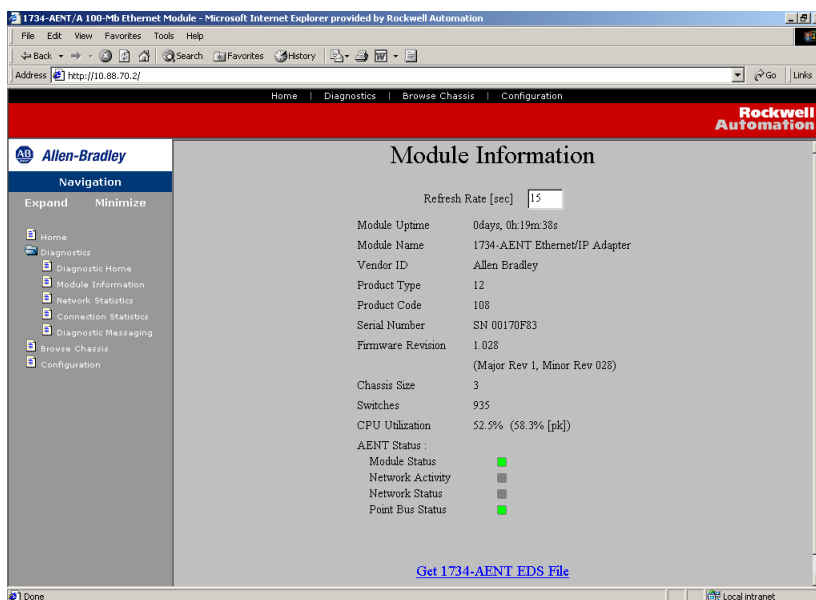 1734-AENT/A 100-Mb Ethernet Module - Microsoft Internet Explorer provided by Rockwell Automation
File Edit View Favorites Tools Help
Back Search Favorites History
Address http://10.88.70.2/ Go Links
Home | Diagnostics | Browse Chassis | Configuration
Rockwell
Automation
AB Allen-Bradley
Navigation
Expand Minimize
Home
Diagnostics
Diagnostic Home
Module Information
Network Statistics
Connection Statistics
Diagnostic Messaging
Browse Chassis
Configuration
Module Information
Refresh Rate [sec] 15
Module Uptime 0days, 0h:19m:38s
Module Name 1734-AENT Ethernet/IP Adapter
Vendor ID Allen Bradley
Product Type 12
Product Code 108
Serial Number SN 00170F83
Firmware Revision 1.028
(Major Rev 1, Minor Rev 028)
Chassis Size 3
Switches 935
CPU Utilization 52.5% (58.3% [pk])
AENT Status :
Module Status
Network Activity
Network Status
Point Bus Status
Get 1734-AENT EDS File
Done Local intranet